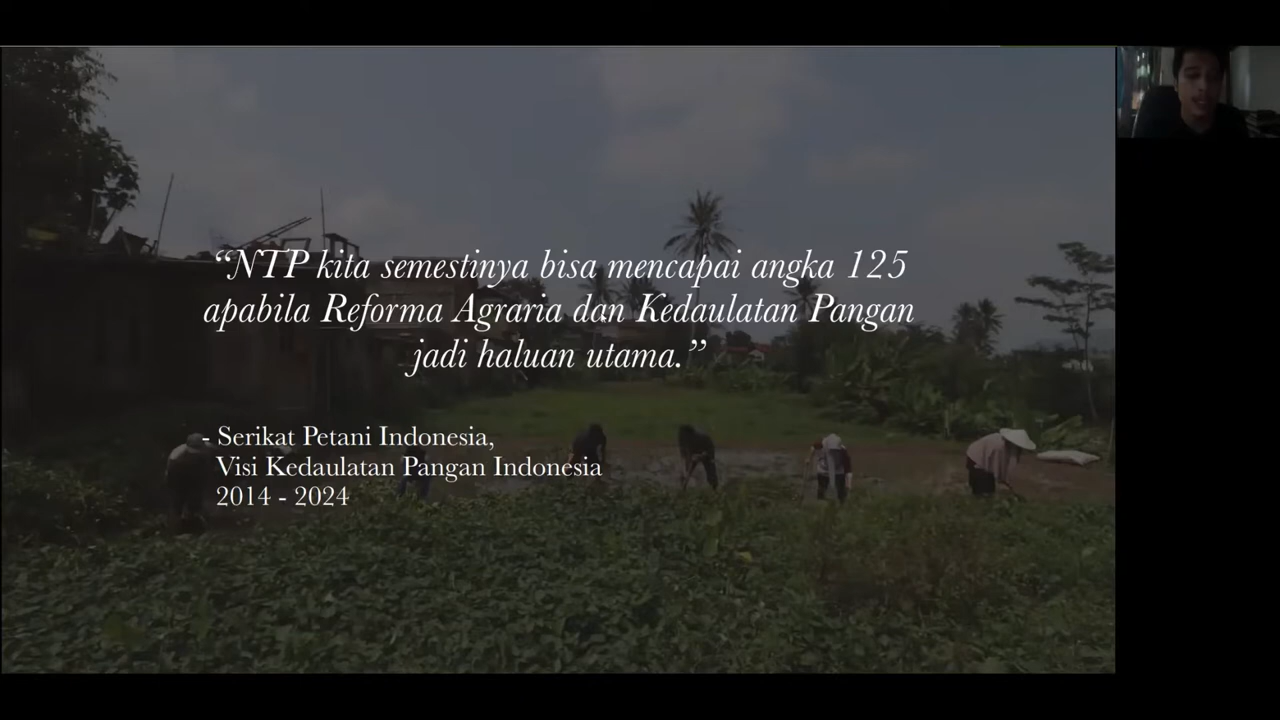 “NTP kita semestinya bisa mencapai angka 125
apabila Reforma Agraria dan Kedaulatan Pangan
jadi haluan utama.”
- Serikat Petani Indonesia,
Visi Kedaulatan Pangan Indonesia
2014 - 2024